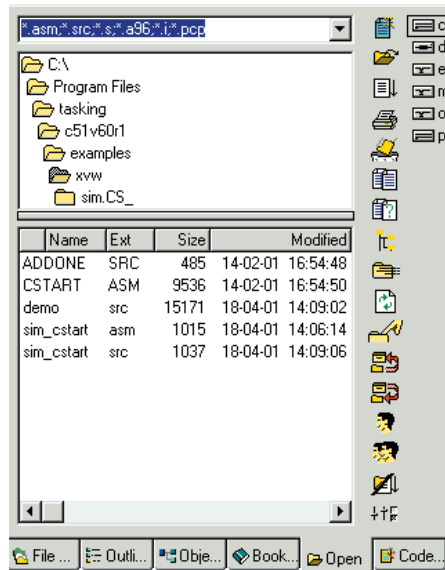 *.asm;*.src;*.s;*.a96;*.i;*.pcp
C:\
Program Files
tasking
c51v60r1
examples
xvw
sim.CS_
Name Ext Size Modified
ADDONE SRC 485 14-02-01 16:54:48
CSTART ASM 9536 14-02-01 16:54:50
demo src 15171 18-04-01 14:09:02
sim_cstart asm 1015 18-04-01 14:06:14
sim_cstart src 1037 18-04-01 14:09:06
File ... Outli... Obje... Book... Open Code...
c
d
e
n
o
p